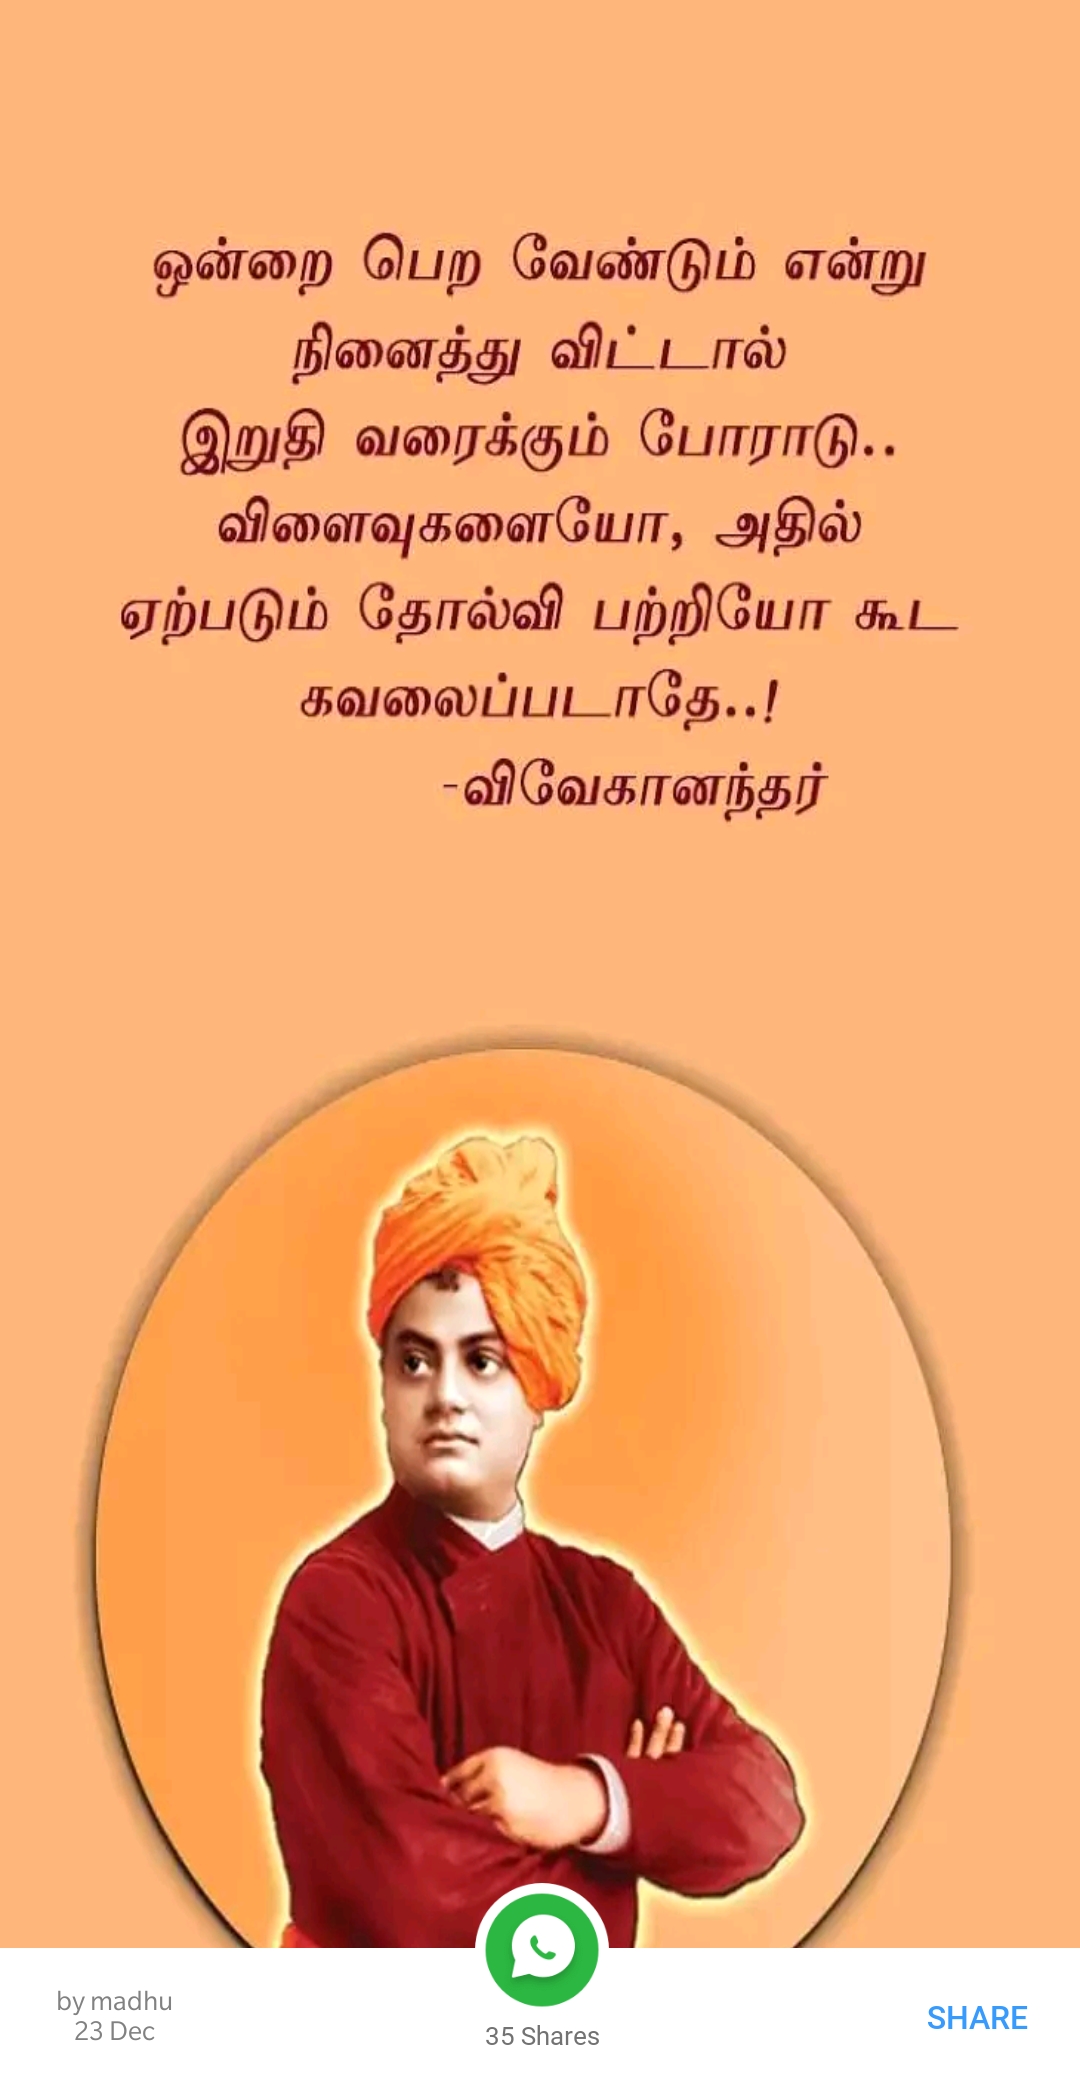 ஒன்றை பெற வேண்டும் என்று
நினைத்து விட்டால்
இறுதி வரைக்கும் போராடு..
விளைவுகளையோ, அதில்
ஏற்படும் தோல்வி பற்றியோ கூட
கவலைப்படாதே..!
-விவேகானந்தர்
by madhu
23 Dec
35 Shares
SHARE